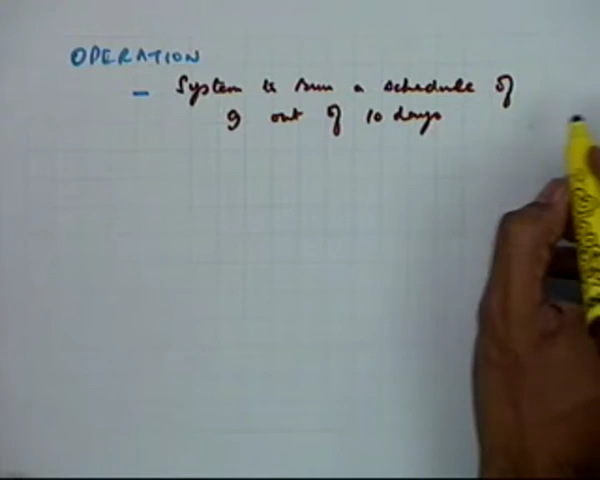 OPERATION
- System to run a schedule of
9 out of 10 days